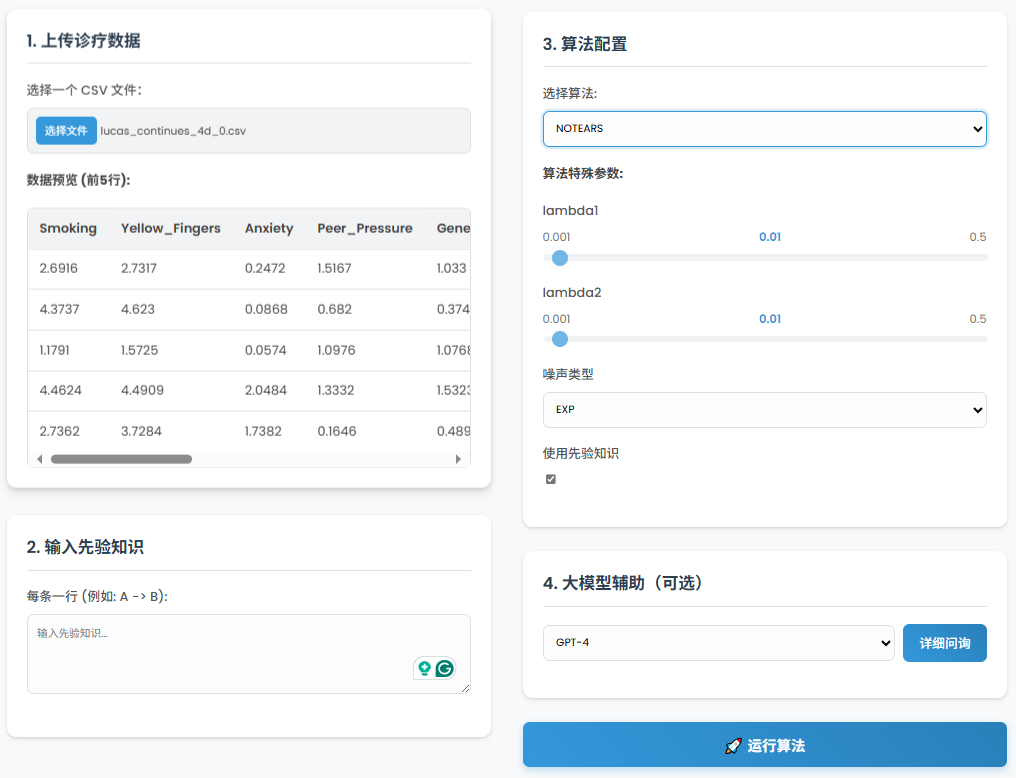 1. 上传诊疗数据
选择一个 CSV 文件:
选择文件 lucas_continues_4d_0.csv
数据预览 (前5行):
Smoking Yellow_Fingers Anxiety Peer_Pressure Gene
2.6916 2.7317 0.2472 1.5167 1.033
4.3737 4.623 0.0868 0.682 0.374
1.1791 1.5725 0.0574 1.0976 1.0768
4.4624 4.4909 2.0484 1.3332 1.5323
2.7362 3.7284 1.7382 0.1646 0.489
2. 输入先验知识
每条一行 (例如: A -> B):
输入先验知识...
3. 算法配置
选择算法:
NOTEARS
算法特殊参数:
lambda1
0.001 0.01 0.5
lambda2
0.001 0.01 0.5
噪声类型
EXP
使用先验知识
4. 大模型辅助（可选）
GPT-4 详细问询
🚀 运行算法